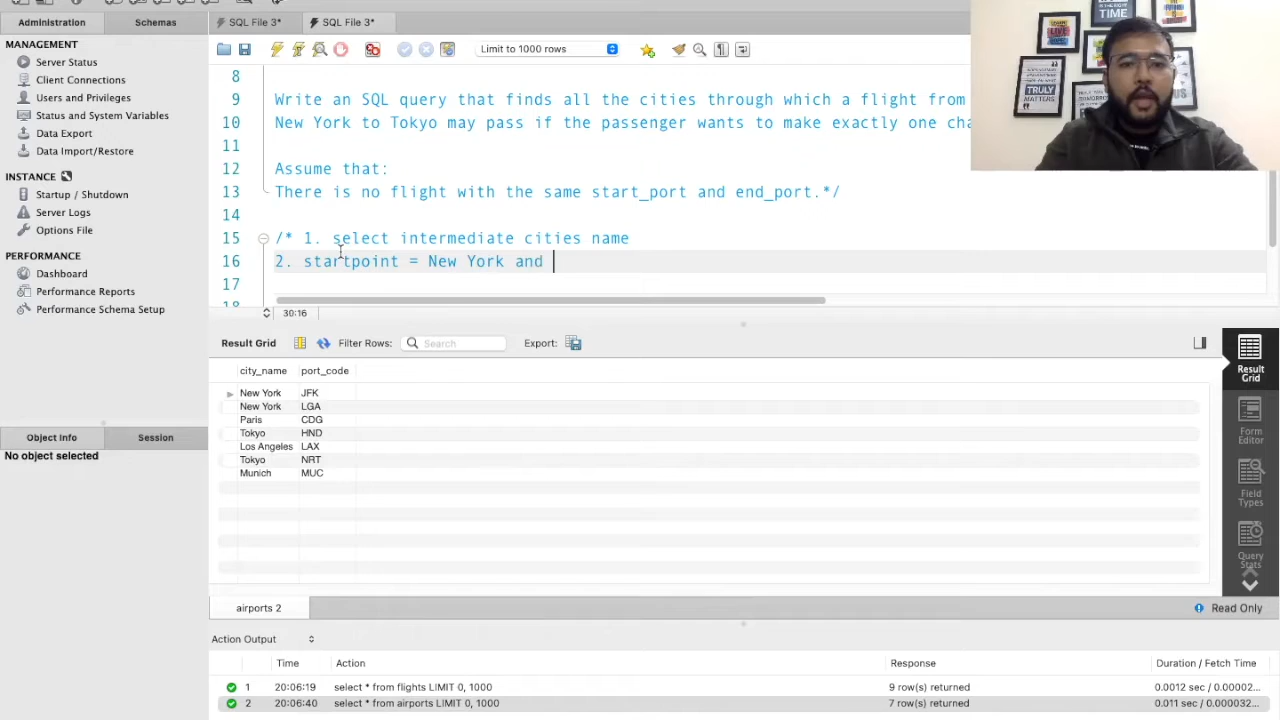 SQL File 3*
SQL File 3*
Administration
Schemas
MANAGEMENT
Server Status
Client Connections
Users and Privileges
Status and System Variables
Data Export
Data Import/Restore
INSTANCE
Startup / Shutdown
Server Logs
Options File
PERFORMANCE
Dashboard
Performance Reports
Performance Schema Setup
Object Info
Session
No object selected
Limit to 1000 rows
8
9 Write an SQL query that finds all the cities through which a flight from
10 New York to Tokyo may pass if the passenger wants to make exactly one cha
11
12 Assume that:
13 There is no flight with the same start_port and end_port.*/
14
15 /* 1. select intermediate cities name
16 2. startpoint = New York and
17
18
30:16
Result Grid
Filter Rows:
Search
Export:
city_name port_code
New York JFK
New York LGA
Paris CDG
Tokyo HND
Los Angeles LAX
Tokyo NRT
Munich MUC
Result
Grid
Form
Editor
Field
Types
Query
Stats
airports 2
Read Only
Action Output
Time Action Response Duration / Fetch Time
1 20:06:19 select * from flights LIMIT 0, 1000 9 row(s) returned 0.0012 sec / 0.00002...
2 20:06:40 select * from airports LIMIT 0, 1000 7 row(s) returned 0.011 sec / 0.000032...
TIME
TRULY
MATTERS